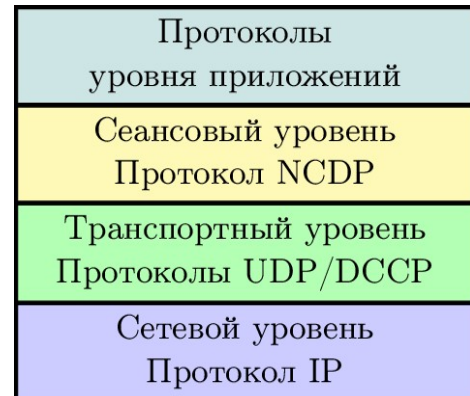 Протоколы
уровня приложений
Сеансовый уровень
Протокол NCDP
Транспортный уровень
Протоколы UDP/DCCP
Сетевой уровень
Протокол IP